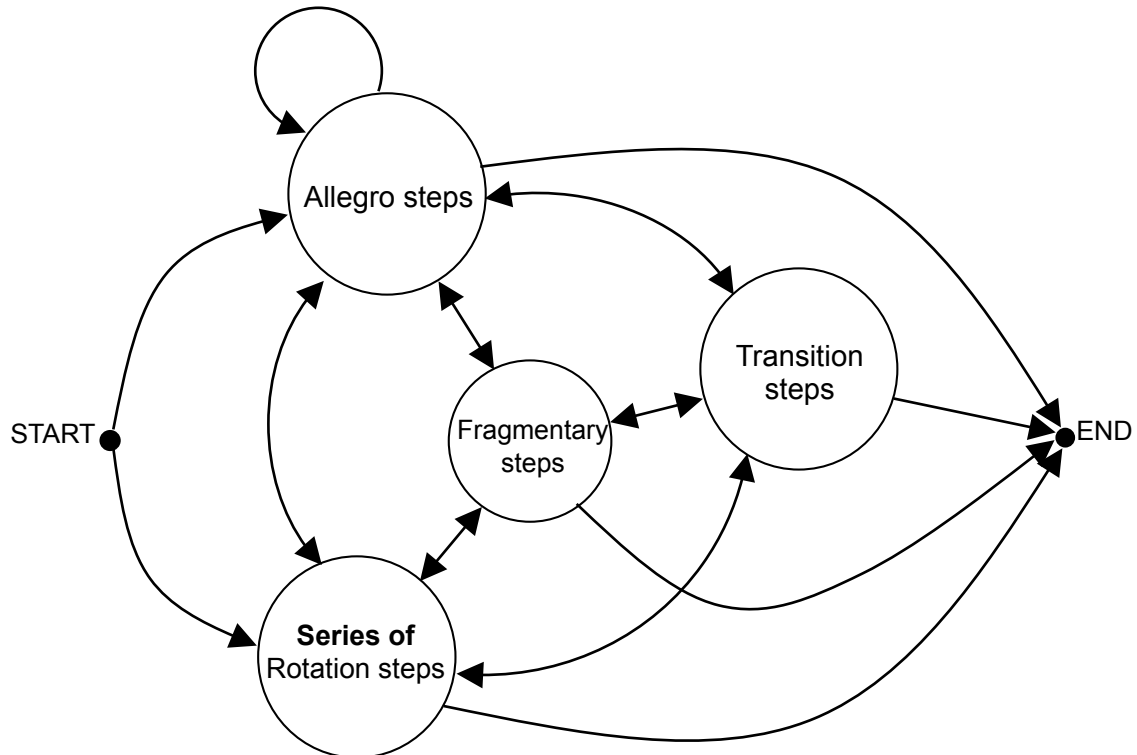 Allegro steps
Transition
steps
START
Fragmentary
steps
END
Series of
Rotation steps